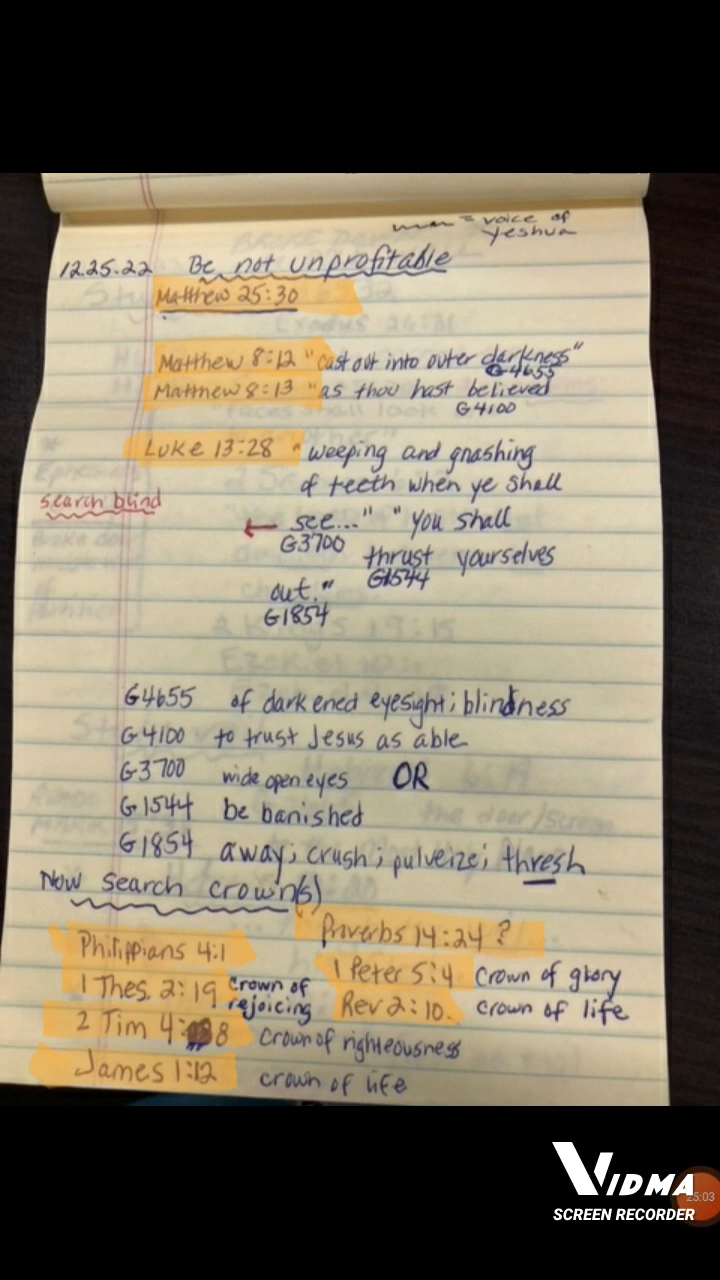 ~~~ = voice of
Yeshua
12.25.22 Be not unprofitable
Matthew 25:30
Matthew 8:12 "cast out into outer darkness"
G4655
Matthew 8:13 "as thou hast believed
G4100
Luke 13:28 "weeping and gnashing
of teeth when ye shall
search blind
← see..." "you shall
G3700 thrust yourselves
G1544
out."
G1854
G4655 of darkened eyesight; blindness
G4100 to trust Jesus as able
G3700 wide open eyes OR
G1544 be banished
G1854 away; crush; pulverize; thresh
Now search crown(s)
Proverbs 14:24 ?
Philippians 4:1
1 Peter 5:4 Crown of glory
1 Thes. 2:19 Crown of
rejoicing
Rev 2:10. crown of life
2 Tim 4:8 Crown of righteousness
James 1:12 crown of life
VIDMA
SCREEN RECORDER
25:03